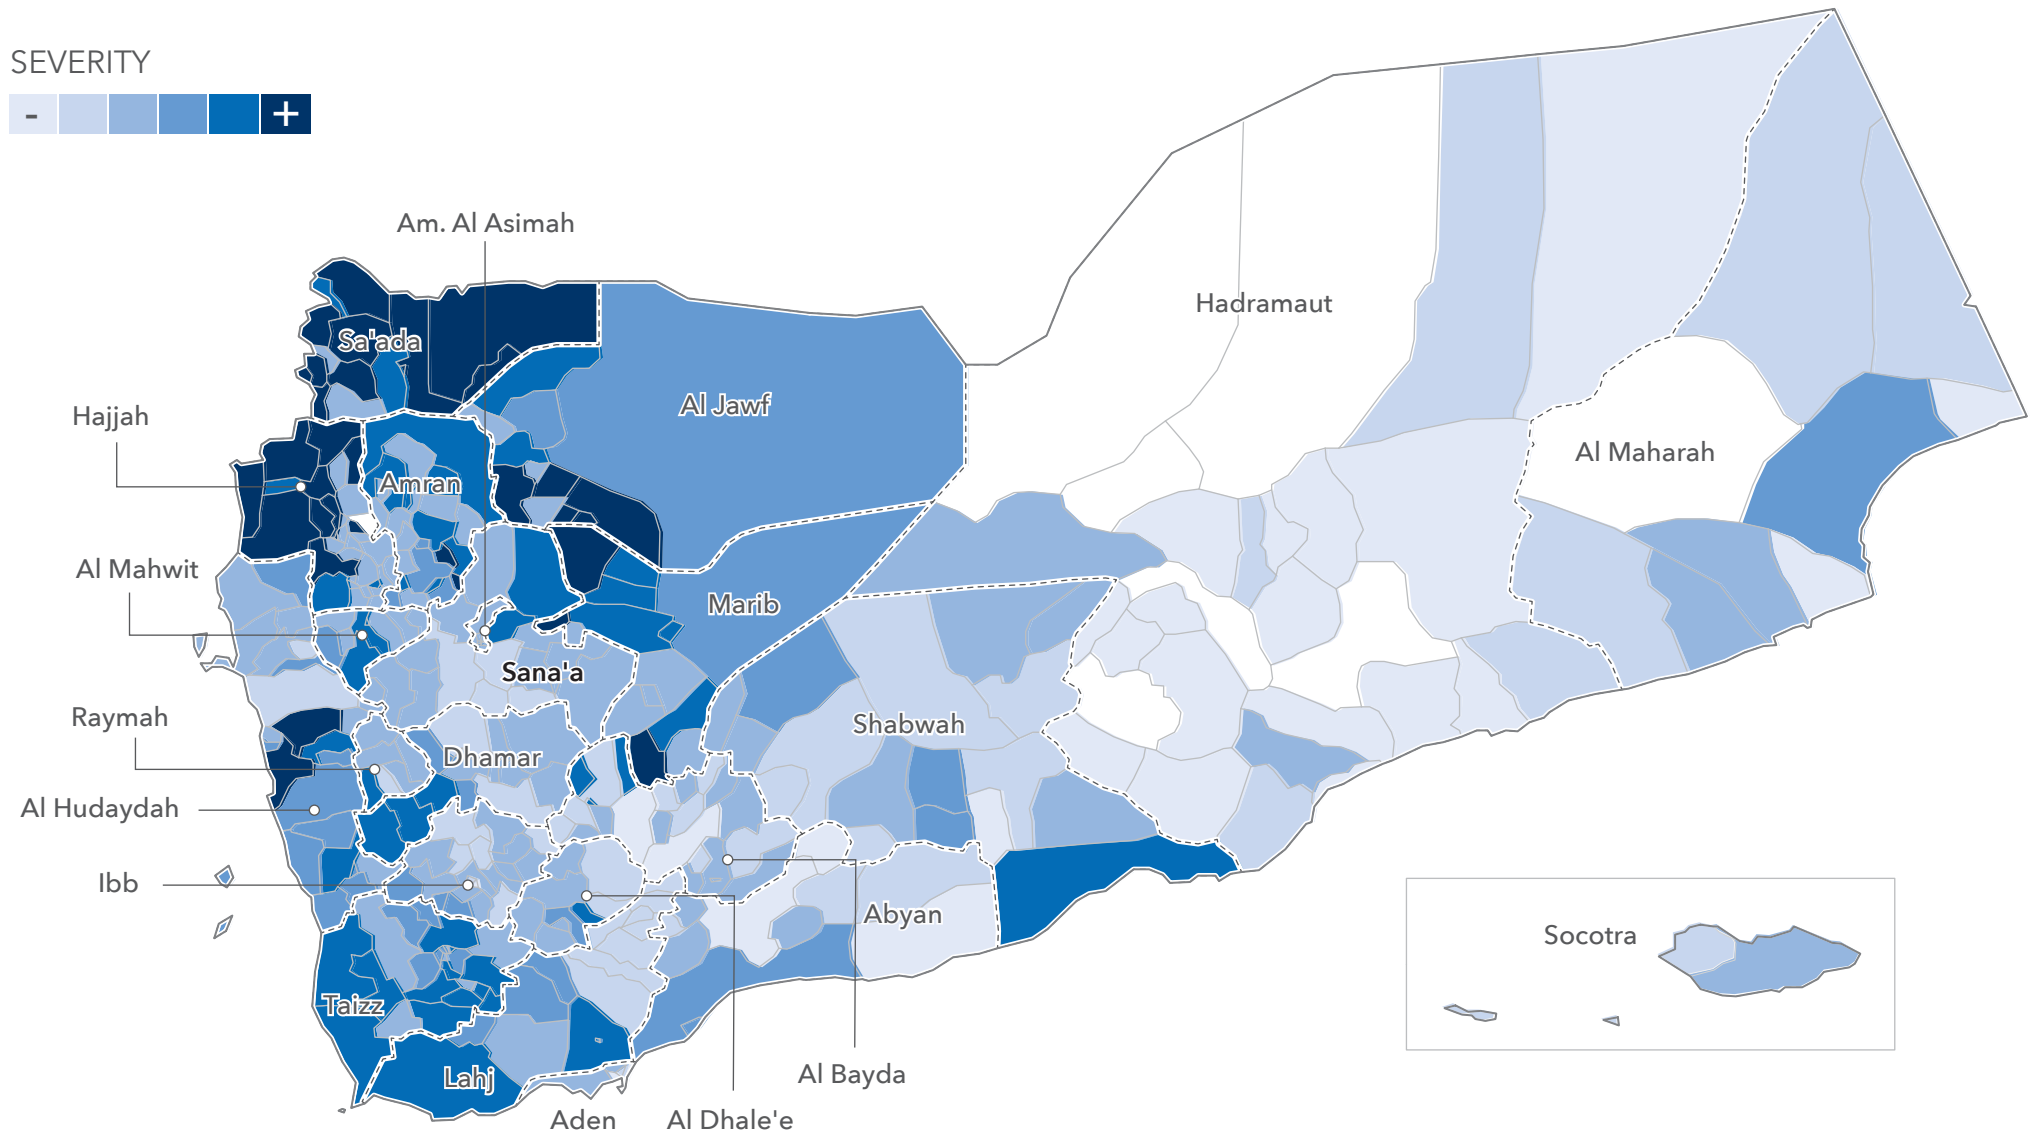 SEVERITY
- +
Am. Al Asimah
Hadramaut
Sa'ada
Al Jawf
Hajjah
Al Maharah
Amran
Al Mahwit
Marib
Sana'a
Raymah
Shabwah
Dhamar
Al Hudaydah
Ibb
Abyan
Socotra
Taizz
Lahj
Al Bayda
Aden
Al Dhale'e